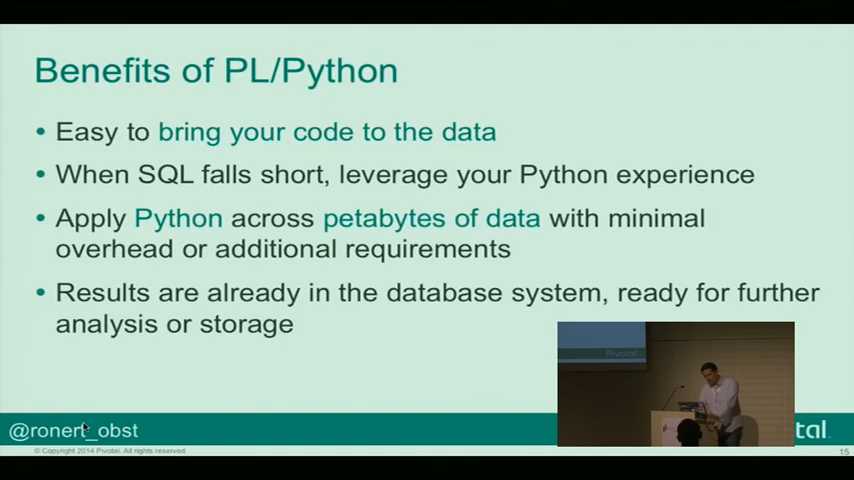 Benefits of PL/Python
• Easy to bring your code to the data
• When SQL falls short, leverage your Python experience
• Apply Python across petabytes of data with minimal
overhead or additional requirements
• Results are already in the database system, ready for further
analysis or storage
Pivotal
@ronert_obst
tal
© Copyright 2014 Pivotal. All rights reserved.
15